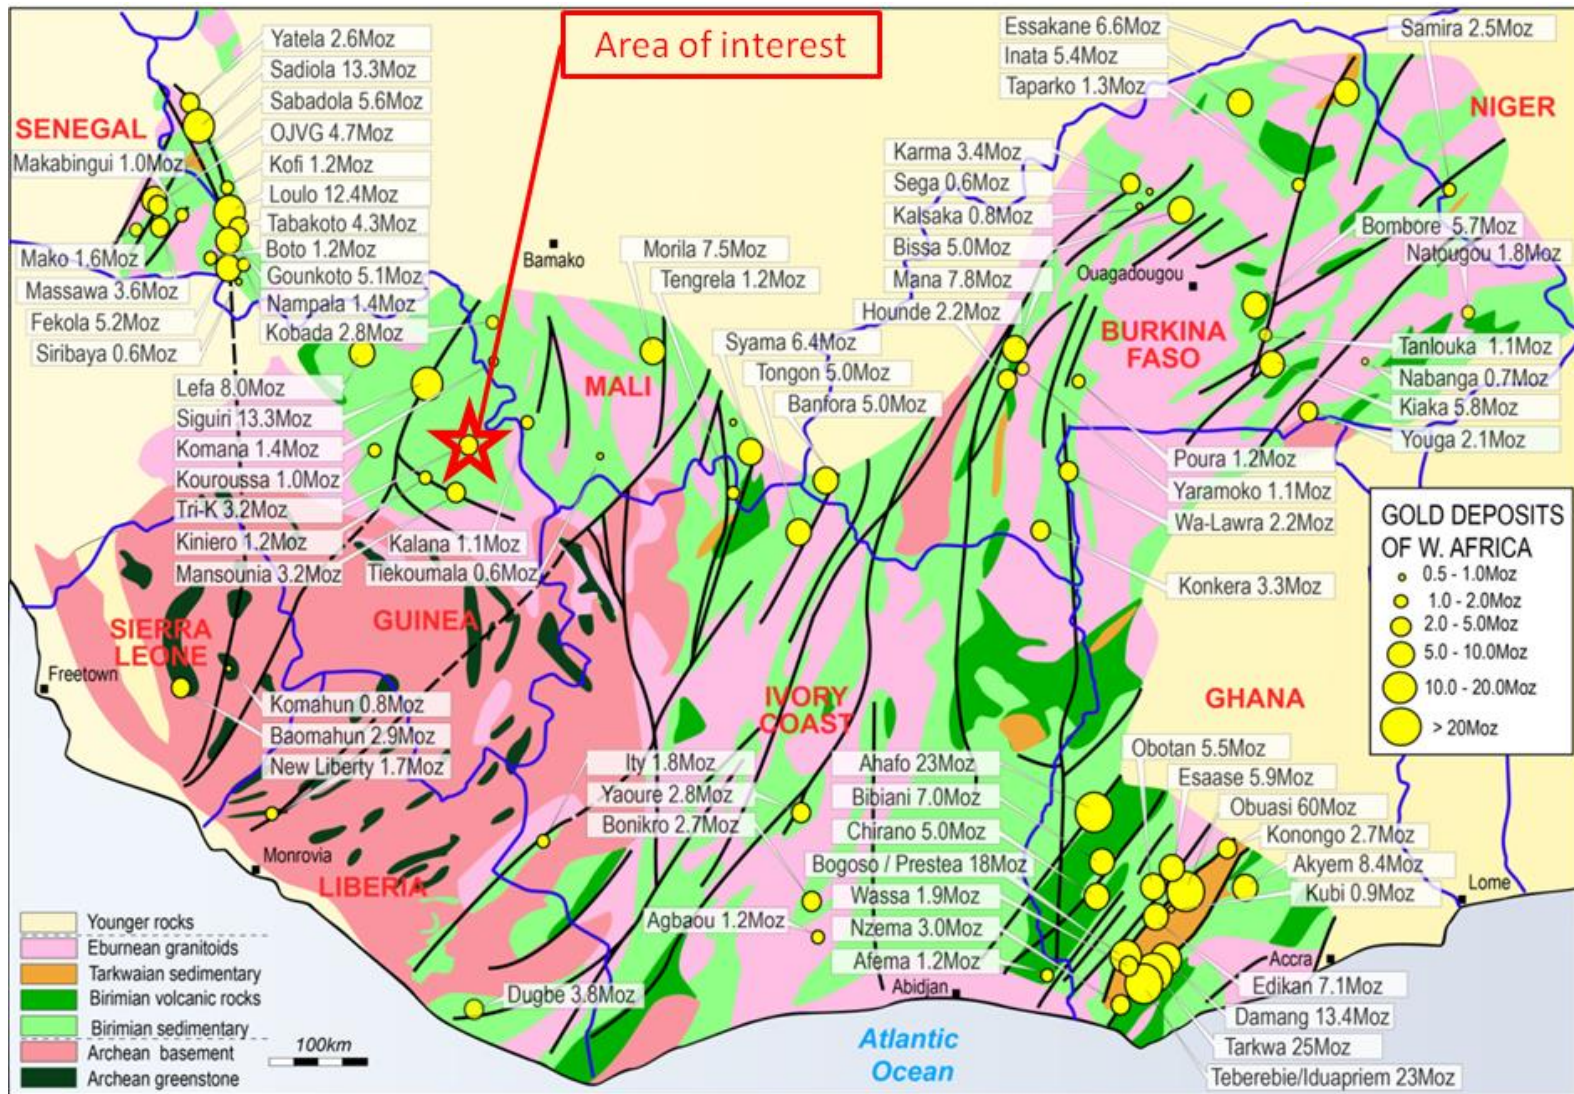 Area of interest
Yatela 2.6Moz
Sadiola 13.3Moz
Sabadola 5.6Moz
OJVG 4.7Moz
SENEGAL
Makabingui 1.0Moz
Kofi 1.2Moz
Loulo 12.4Moz
Tabakoto 4.3Moz
Boto 1.2Moz
Mako 1.6Moz
Gounkoto 5.1Moz
Massawa 3.6Moz
Nampala 1.4Moz
Fekola 5.2Moz
Kobada 2.8Moz
Siribaya 0.6Moz
Bamako
Morila 7.5Moz
Tengrela 1.2Moz
Essakane 6.6Moz
Inata 5.4Moz
Taparko 1.3Moz
Samira 2.5Moz
NIGER
Karma 3.4Moz
Sega 0.6Moz
Kalsaka 0.8Moz
Bissa 5.0Moz
Mana 7.8Moz
Hounde 2.2Moz
Bombore 5.7Moz
Natougou 1.8Moz
Ouagadougou
BURKINA
FASO
Syama 6.4Moz
Tongon 5.0Moz
Banfora 5.0Moz
Tanlouka 1.1Moz
Nabanga 0.7Moz
Kiaka 5.8Moz
Youga 2.1Moz
MALI
Lefa 8.0Moz
Siguiri 13.3Moz
Komana 1.4Moz
Kouroussa 1.0Moz
Tri-K 3.2Moz
Kiniero 1.2Moz
Mansounia 3.2Moz
Kalana 1.1Moz
Tiekoumala 0.6Moz
Poura 1.2Moz
Yaramoko 1.1Moz
Wa-Lawra 2.2Moz
Konkera 3.3Moz
GOLD DEPOSITS
OF W. AFRICA
0.5 - 1.0Moz
1.0 - 2.0Moz
2.0 - 5.0Moz
5.0 - 10.0Moz
10.0 - 20.0Moz
> 20Moz
SIERRA
LEONE
GUINEA
Freetown
Komahun 0.8Moz
Baomahun 2.9Moz
New Liberty 1.7Moz
IVORY
COAST
GHANA
Ity 1.8Moz
Yaoure 2.8Moz
Bonikro 2.7Moz
Agbaou 1.2Moz
Ahafo 23Moz
Bibiani 7.0Moz
Chirano 5.0Moz
Bogoso / Prestea 18Moz
Wassa 1.9Moz
Nzema 3.0Moz
Afema 1.2Moz
Obotan 5.5Moz
Esaase 5.9Moz
Obuasi 60Moz
Konongo 2.7Moz
Akyem 8.4Moz
Kubi 0.9Moz
Lome
Monrovia
LIBERIA
Accra
Edikan 7.1Moz
Damang 13.4Moz
Tarkwa 25Moz
Teberebie/Iduapriem 23Moz
Abidjan
Dugbe 3.8Moz
Atlantic
Ocean
Younger rocks
Eburnean granitoids
Tarkwaian sedimentary
Birimian volcanic rocks
Birimian sedimentary
Archean basement
Archean greenstone
100km